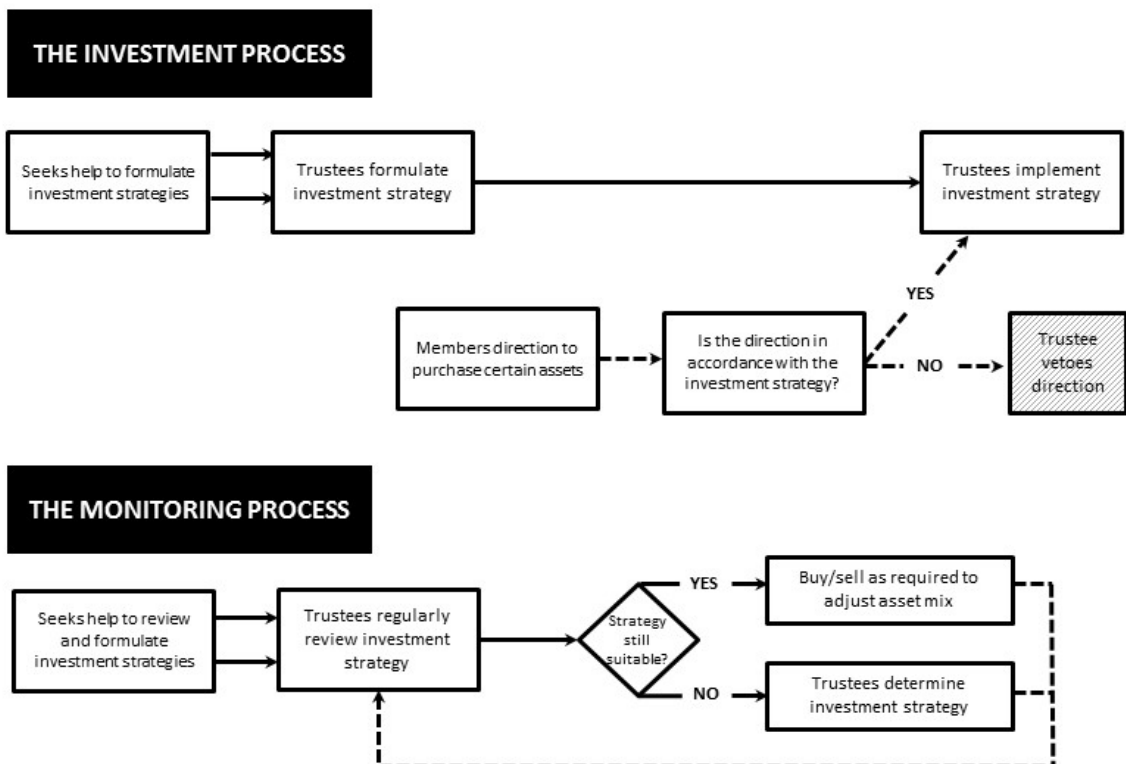 THE INVESTMENT PROCESS
Seeks help to formulate
investment strategies
Trustees formulate
investment strategy
Trustees implement
investment strategy
YES
Members direction to
purchase certain assets
Is the direction in
accordance with the
investment strategy?
NO
Trustee
vetoes
direction
THE MONITORING PROCESS
Seeks help to review
and formulate
investment strategies
Trustees regularly
review investment
strategy
Strategy
still
suitable?
YES
Buy/sell as required to
adjust asset mix
NO
Trustees determine
investment strategy